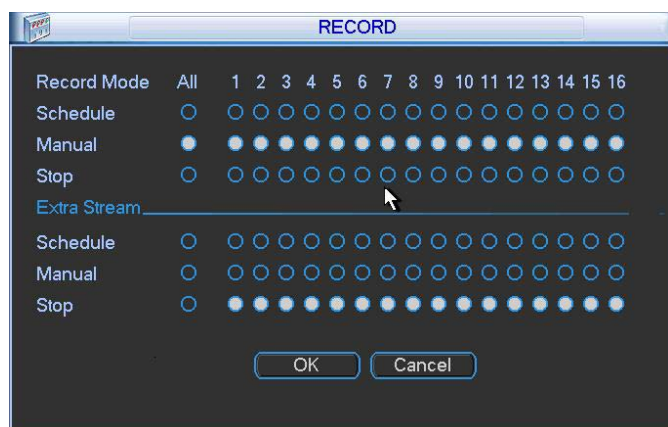 RECORD
Record Mode All 1 2 3 4 5 6 7 8 9 10 11 12 13 14 15 16
Schedule
Manual
Stop
Extra Stream
Schedule
Manual
Stop
OK Cancel